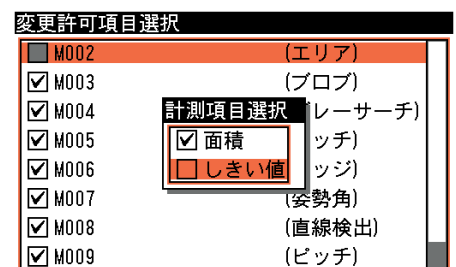 変更許可項目選択
M002 (エリア)
M003 (ブロブ)
M004 レーサーチ)
M005 ッチ)
M006 ッジ)
M007 (姿勢角)
M008 (直線検出)
M009 (ピッチ)
計測項目選択
面積
しきい値